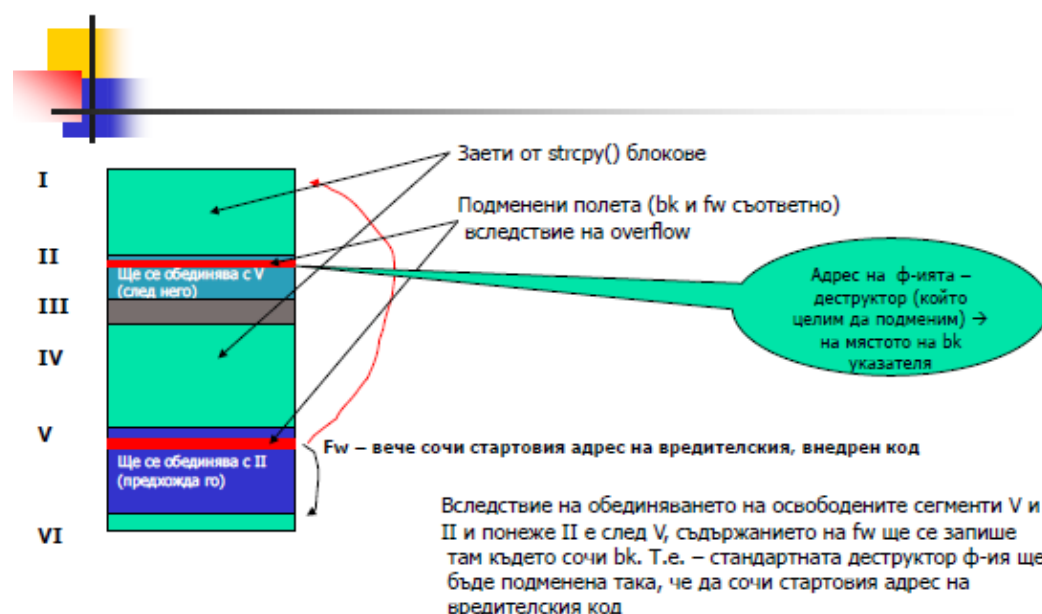 I
Заети от strcpy() блокове
Подменени полета (bk и fw съответно)
вследствие на overflow
II
Ще се обединява с V
(след него)
III
IV
Адрес на ф-ията –
деструктор (който
целим да подменим) →
на мястото на bk
указателя
V
Fw – вече сочи стартовия адрес на вредителския, внедрен код
Ще се обединява с II
(предхожда го)
VI
Вследствие на обединяването на освободените сегменти V и
II и понеже II е след V, съдържанието на fw ще се запише
там където сочи bk. Т.е. – стандартната деструктор ф-ия ще
бъде подменена така, че да сочи стартовия адрес на
вредителския код